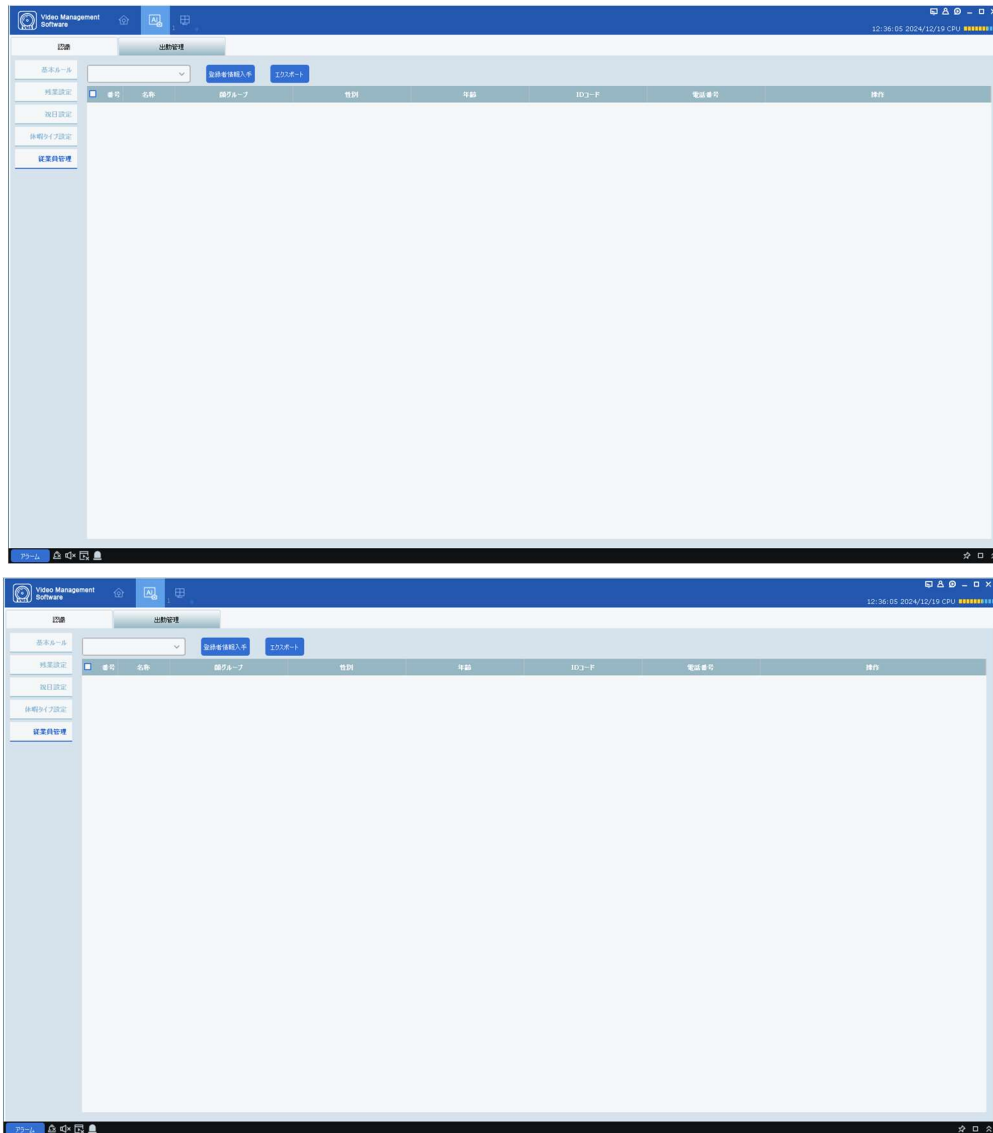 Video Management
Software
12:36:05 2024/12/19 CPU
認識
出勤管理
基本ルール
登録者情報入手
エクスポート
残業設定
番号 名称 顔グループ 性別 年齢 IDコード 電話番号 操作
祝日設定
休暇タイプ設定
従業員管理
アラーム
Video Management
Software
12:36:05 2024/12/19 CPU
認識
出勤管理
基本ルール
登録者情報入手
エクスポート
残業設定
番号 名称 顔グループ 性別 年齢 IDコード 電話番号 操作
祝日設定
休暇タイプ設定
従業員管理
アラーム